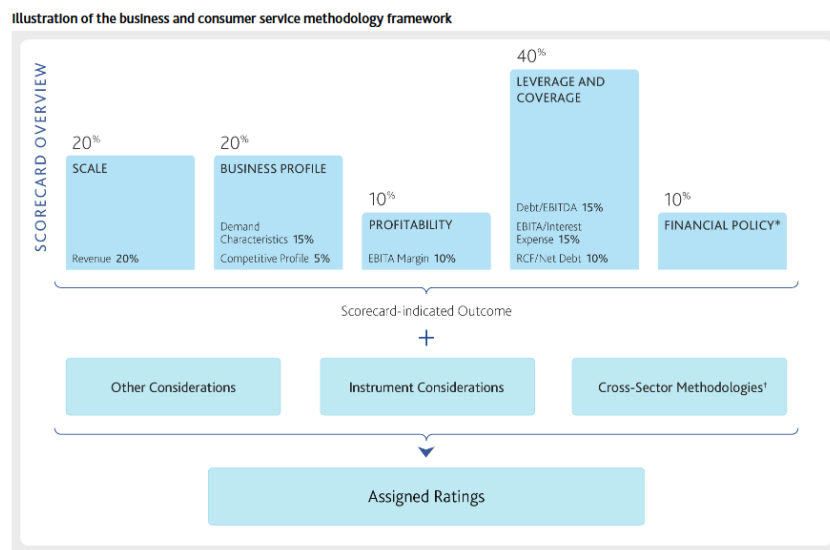 Illustration of the business and consumer service methodology framework
SCORECARD OVERVIEW
20%
SCALE
Revenue 20%
20%
BUSINESS PROFILE
Demand
Characteristics 15%
Competitive Profile 5%
10%
PROFITABILITY
EBITA Margin 10%
40%
LEVERAGE AND
COVERAGE
Debt/EBITDA 15%
EBITA/Interest
Expense 15%
RCF/Net Debt 10%
10%
FINANCIAL POLICY*
Scorecard-indicated Outcome
+
Other Considerations
Instrument Considerations
Cross-Sector Methodologies†
Assigned Ratings